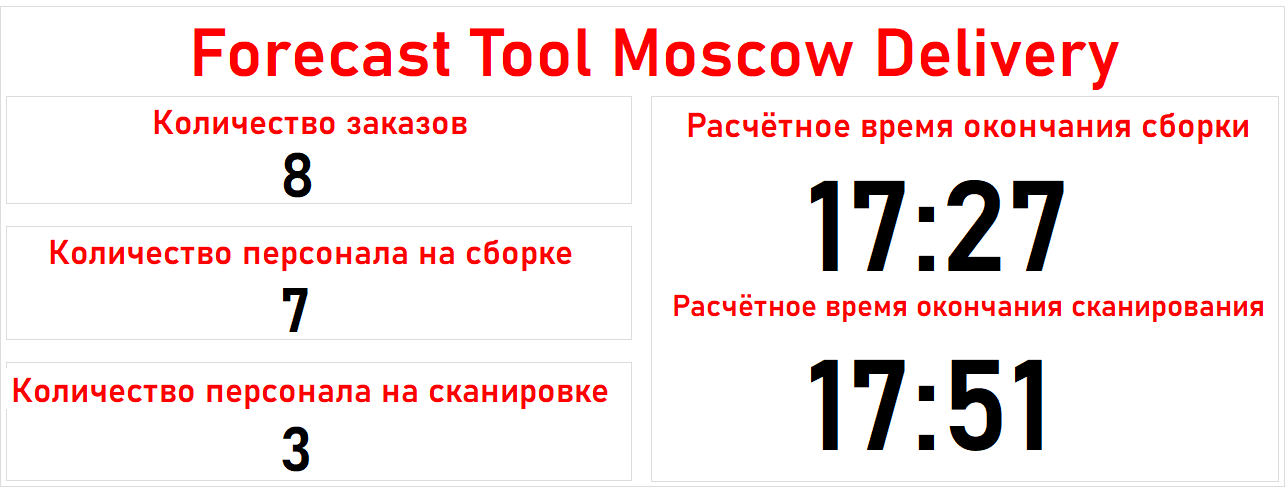 Forecast Tool Moscow Delivery
Количество заказов
8
Количество персонала на сборке
7
Количество персонала на сканировке
3
Расчётное время окончания сборки
17:27
Расчётное время окончания сканирования
17:51